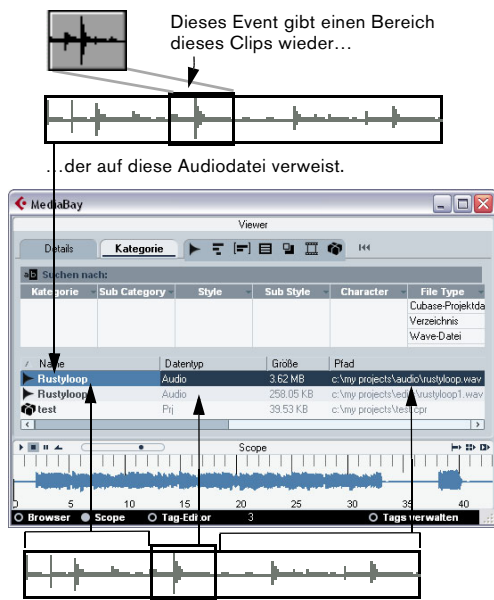 Dieses Event gibt einen Bereich
dieses Clips wieder…
…der auf diese Audiodatei verweist.
MediaBay
Viewer
Details Kategorie
Suchen nach:
Kategorie Sub Category Style Sub Style Character File Type
Cubase-Projektda
Verzeichnis
Wave-Datei
Name Datentyp Größe Pfad
Rustyloop Audio 3.62 MB c:\my projects\audio\rustyloop.wav
Rustyloop Audio 258.05 KB c:\my projects\edit\rustyloop1.wav
test Prj 39.53 KB c:\my projects\test.cpr
Scope
0 5 10 15 20 25 30 35 40
Browser Scope Tag-Editor 3 Tags verwalten